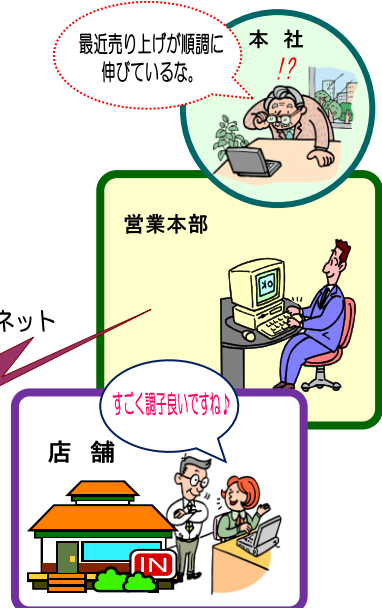 最近売り上げが順調に
伸びているな。
本社
!?
営業本部
OK
ネット
すごく調子良いですね♪
店舗
IN